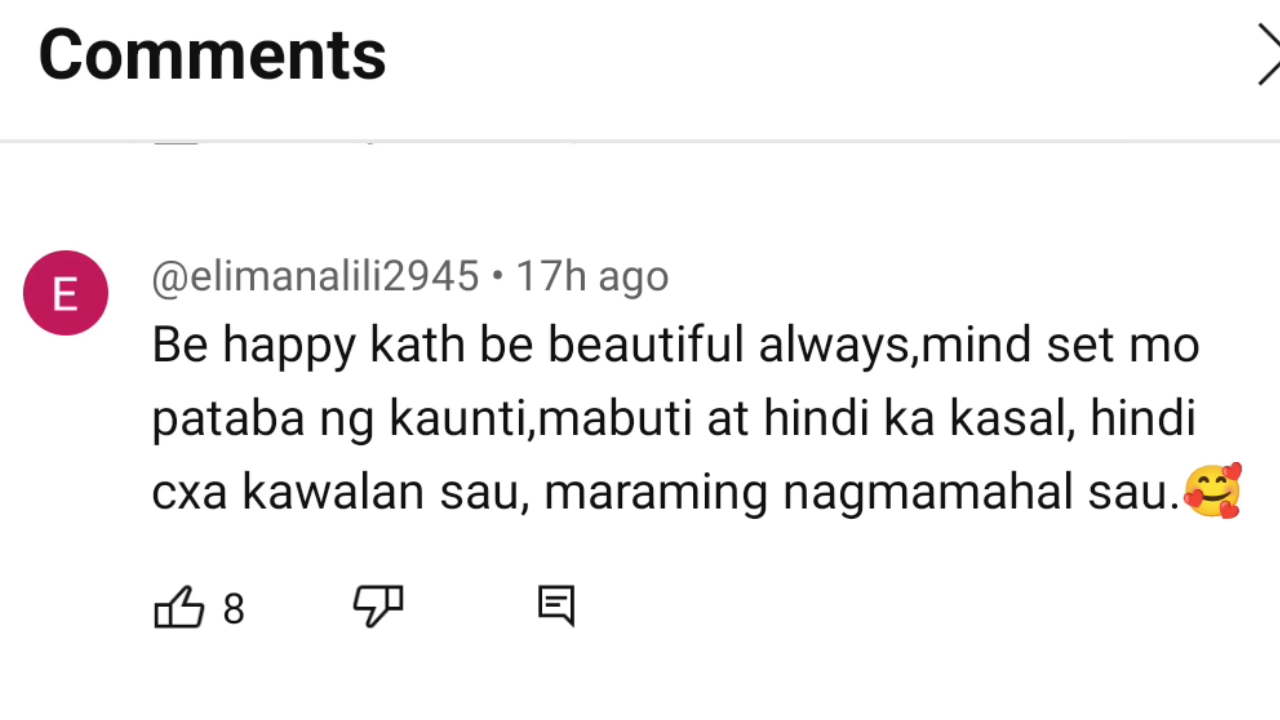 Comments
E
@elimanalili2945 • 17h ago
Be happy kath be beautiful always,mind set mo
pataba ng kaunti,mabuti at hindi ka kasal, hindi
cxa kawalan sau, maraming nagmamahal sau.🥰
8